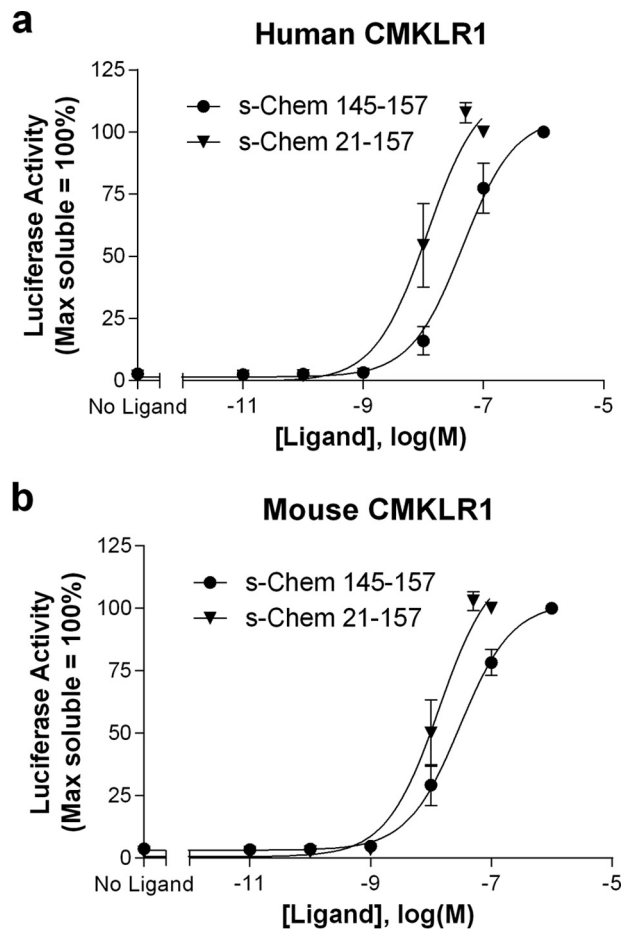 a
Human CMKLR1
Luciferase Activity
(Max soluble = 100%)
125
100
75
50
25
0
s-Chem 145-157
s-Chem 21-157
No Ligand
-11
-9
-7
-5
[Ligand], log(M)
b
Mouse CMKLR1
Luciferase Activity
(Max soluble = 100%)
125
100
75
50
25
0
s-Chem 145-157
s-Chem 21-157
No Ligand
-11
-9
-7
-5
[Ligand], log(M)